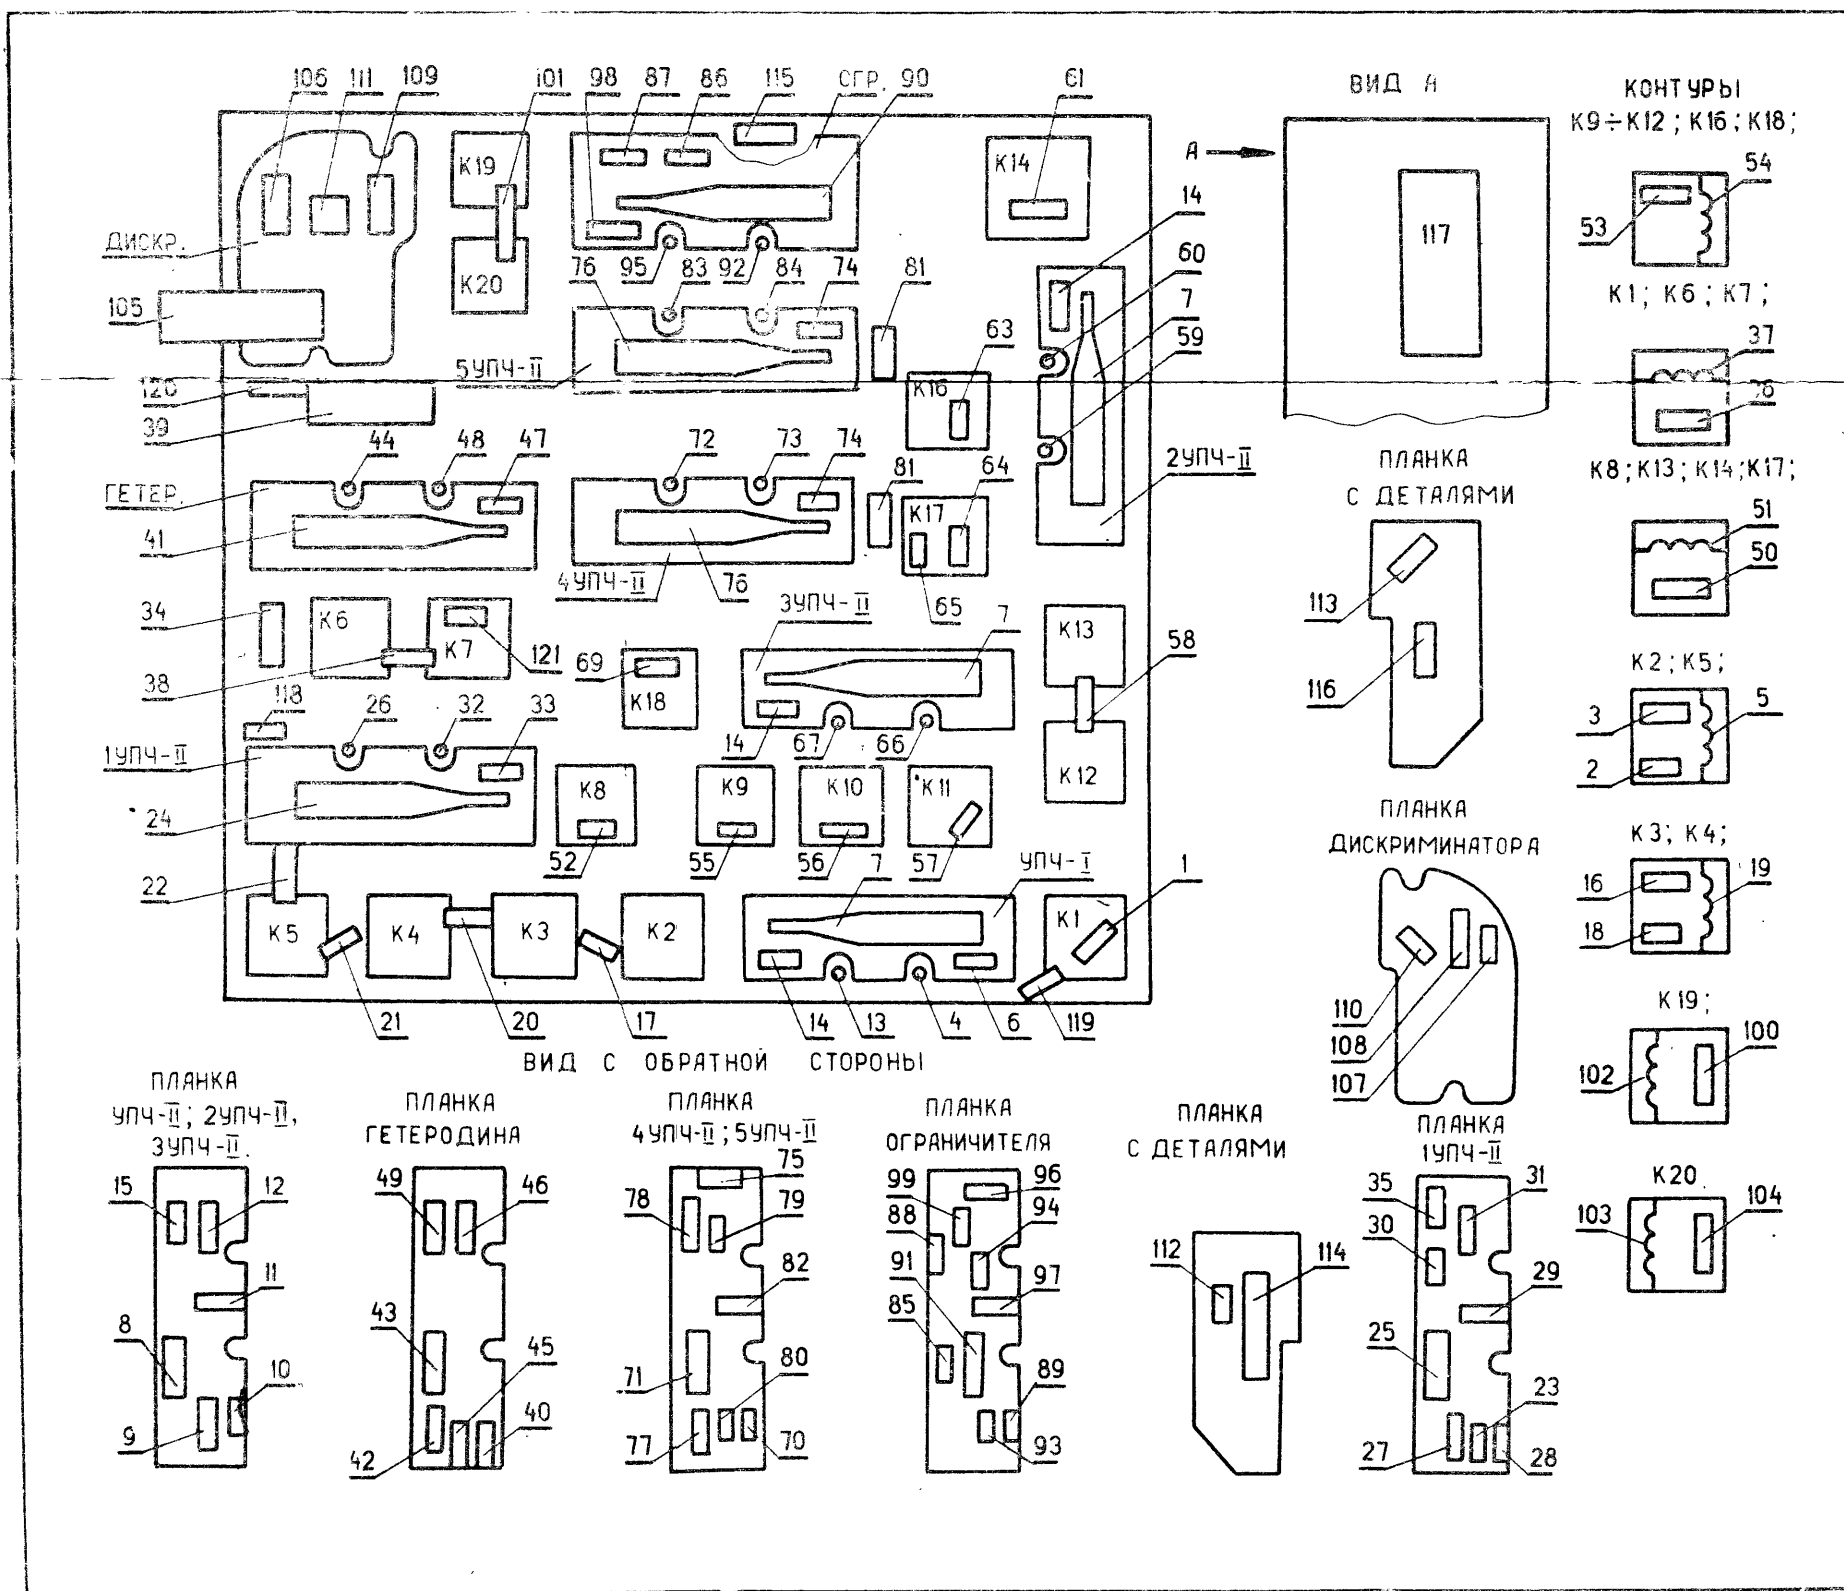 106 111 109 101 98 87 86 115 ОГР. 90 61
ВИД А
КОНТУРЫ
К9÷К12; К16; К18;
К19 К14 А
14 54
53
117
ДИСКР.
К20 76 95 83 92 84 74 81 60
7
К1; К6; К7;
105
63 59
37
5УПЧ-II
К16
120
39
44 48 47 72 73 74 81 64
2УПЧ-II
ПЛАНКА
С ДЕТАЛЯМИ
К8; К13; К14; К17;
ГЕТЕР.
К17
51
41
50
4УПЧ-II 76 65
3УПЧ-II
113
34
К6 К7 121
7
К13
58
38
69 К18
К2; К5;
116
118 26 32 33
14 67 66
3 5
1УПЧ-II
К12
2
К8 К9 К10 К11
ПЛАНКА
ДИСКРИМИНАТОРА
24
К3; К4;
52 55 56 57
УПЧ-I
1
22
7
16 19
К5 К4 К3 К2
К1
18
110
К19;
21 20 17 14 13 4 6 119
108
100
ВИД С ОБРАТНОЙ СТОРОНЫ
107
102
ПЛАНКА
УПЧ-II; 2УПЧ-II,
3УПЧ-II.
15 12
11
8
10
9
ПЛАНКА
ГЕТЕРОДИНА
49 46
43
45
40
42
ПЛАНКА
4УПЧ-II; 5УПЧ-II
75
78 79
82
71
80
77 70
ПЛАНКА
ОГРАНИЧИТЕЛЯ
99 96
88 94
91 97
85
89
93
ПЛАНКА
С ДЕТАЛЯМИ
112 114
ПЛАНКА
1УПЧ-II
35 31
30
29
25
23
27 28
К20.
103 104